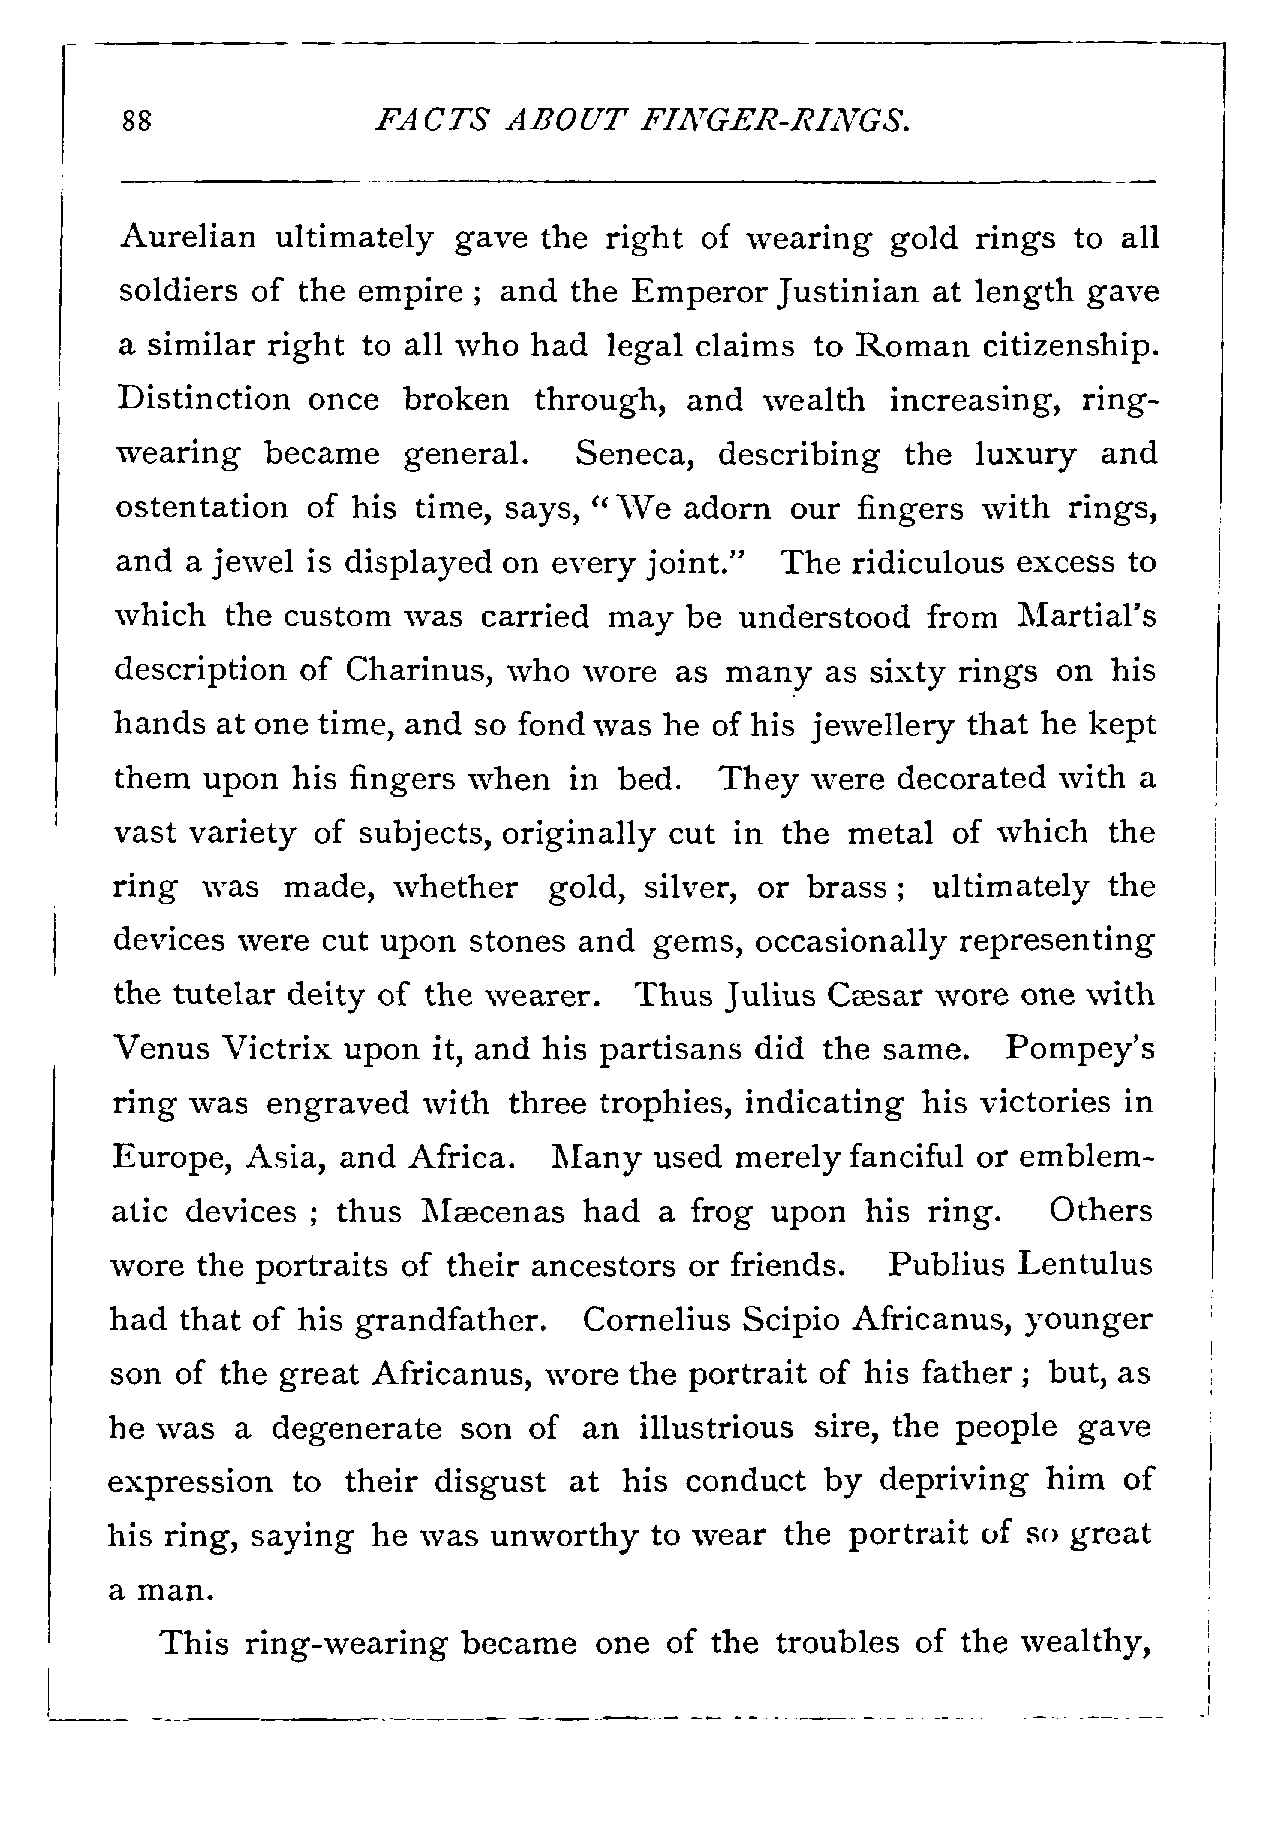 88 FACTS ABOUT FINGER-RINGS.
Aurelian ultimately gave the right of wearing gold rings to all
soldiers of the empire ; and the Emperor Justinian at length gave
a similar right to all who had legal claims to Roman citizenship.
Distinction once broken through, and wealth increasing, ring-
wearing became general. Seneca, describing the luxury and
ostentation of his time, says, “ We adorn our fingers with rings,
and a jewel is displayed on every joint.” The ridiculous excess to
which the custom was carried may be understood from Martial’s
description of Charinus, who wore as many as sixty rings on his
hands at one time, and so fond was he of his jewellery that he kept
them upon his fingers when in bed. They were decorated with a
vast variety of subjects, originally cut in the metal of which the
ring was made, whether gold, silver, or brass ; ultimately the
devices were cut upon stones and gems, occasionally representing
the tutelar deity of the wearer. Thus Julius Cæsar wore one with
Venus Victrix upon it, and his partisans did the same. Pompey’s
ring was engraved with three trophies, indicating his victories in
Europe, Asia, and Africa. Many used merely fanciful or emblem-
atic devices ; thus Mæcenas had a frog upon his ring. Others
wore the portraits of their ancestors or friends. Publius Lentulus
had that of his grandfather. Cornelius Scipio Africanus, younger
son of the great Africanus, wore the portrait of his father ; but, as
he was a degenerate son of an illustrious sire, the people gave
expression to their disgust at his conduct by depriving him of
his ring, saying he was unworthy to wear the portrait of so great
a man.
This ring-wearing became one of the troubles of the wealthy,